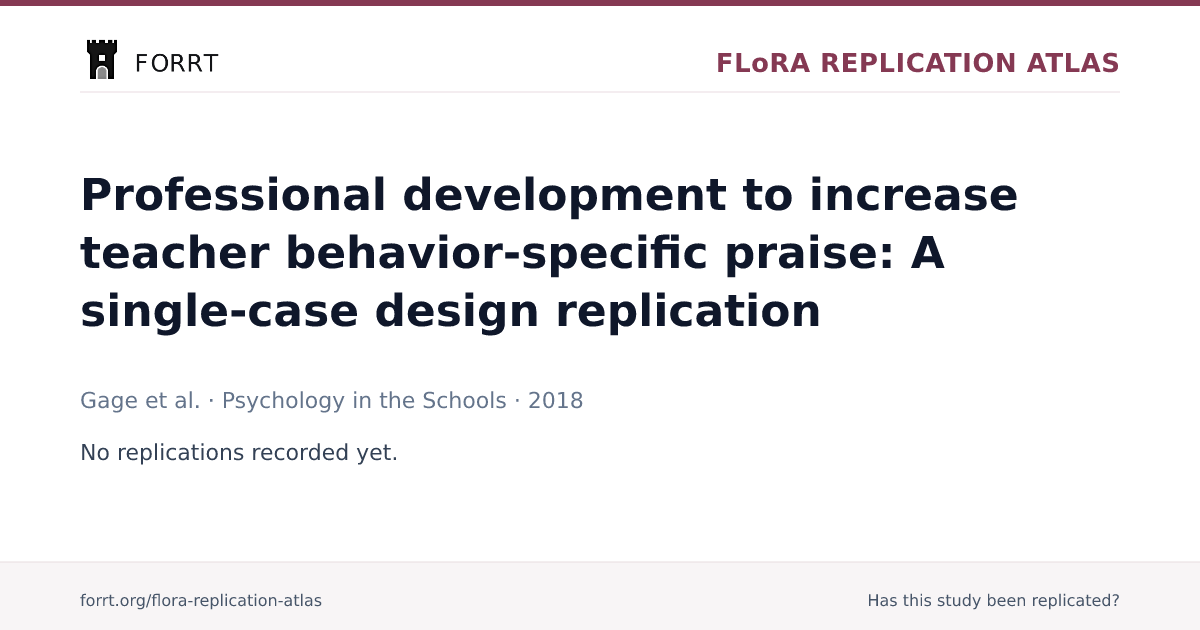 FORRT
FLoRA REPLICATION ATLAS
Professional development to increase
teacher behavior-specific praise: A
single-case design replication
Gage et al. · Psychology in the Schools · 2018
No replications recorded yet.
forrt.org/flora-replication-atlas
Has this study been replicated?